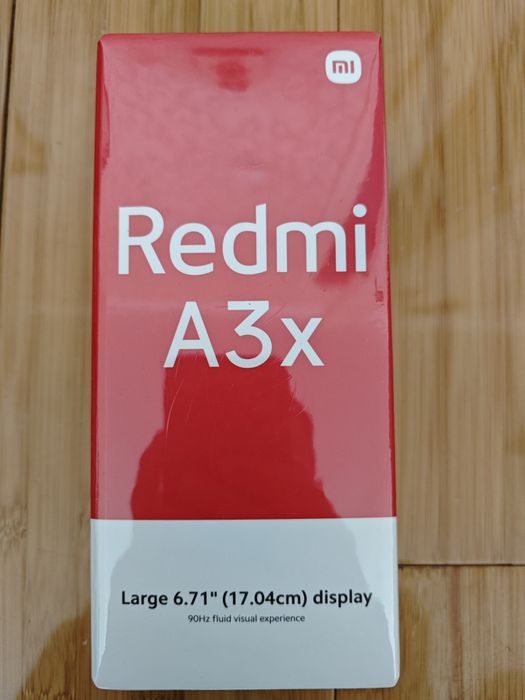 mi
Redmi
A3x
Large 6.71" (17.04cm) display
90Hz fluid visual experience